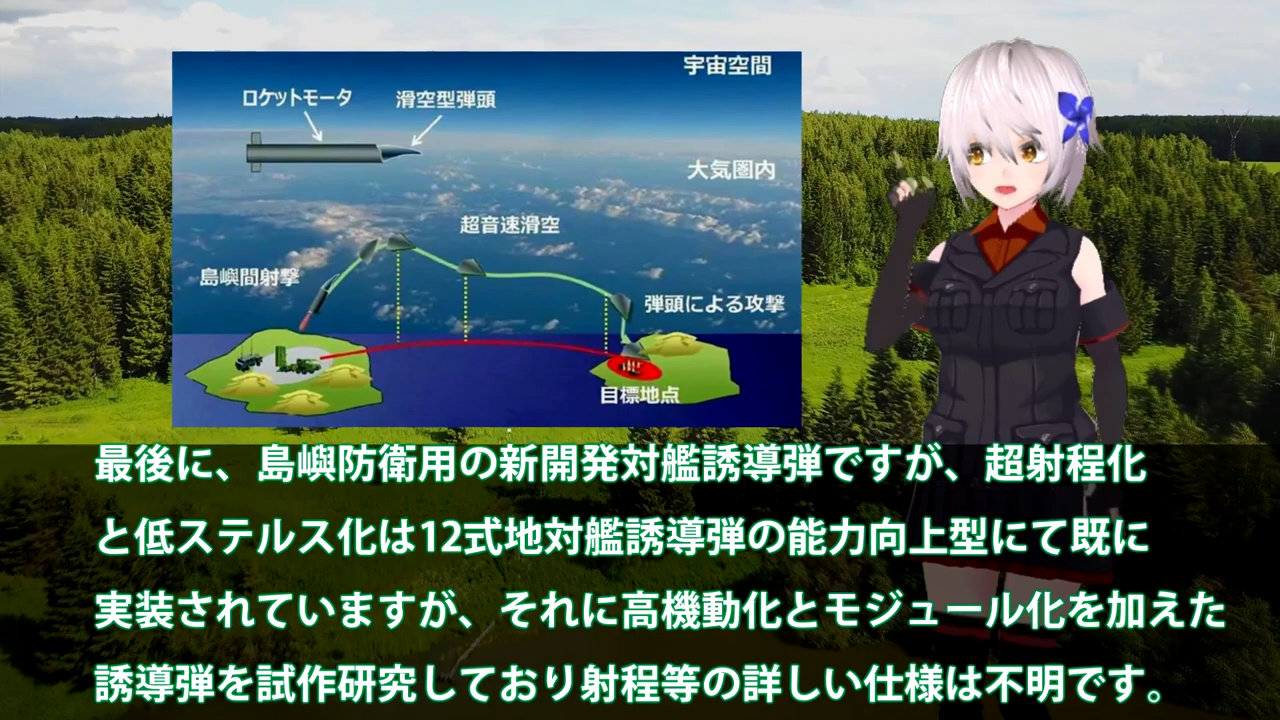 宇宙空間
ロケットモータ
滑空型弾頭
大気圏内
超音速滑空
島嶼間射撃
弾頭による攻撃
目標地点
最後に、島嶼防衛用の新開発対艦誘導弾ですが、超射程化
と低ステルス化は12式地対艦誘導弾の能力向上型にて既に
実装されていますが、それに高機動化とモジュール化を加えた
誘導弾を試作研究しており射程等の詳しい仕様は不明です。